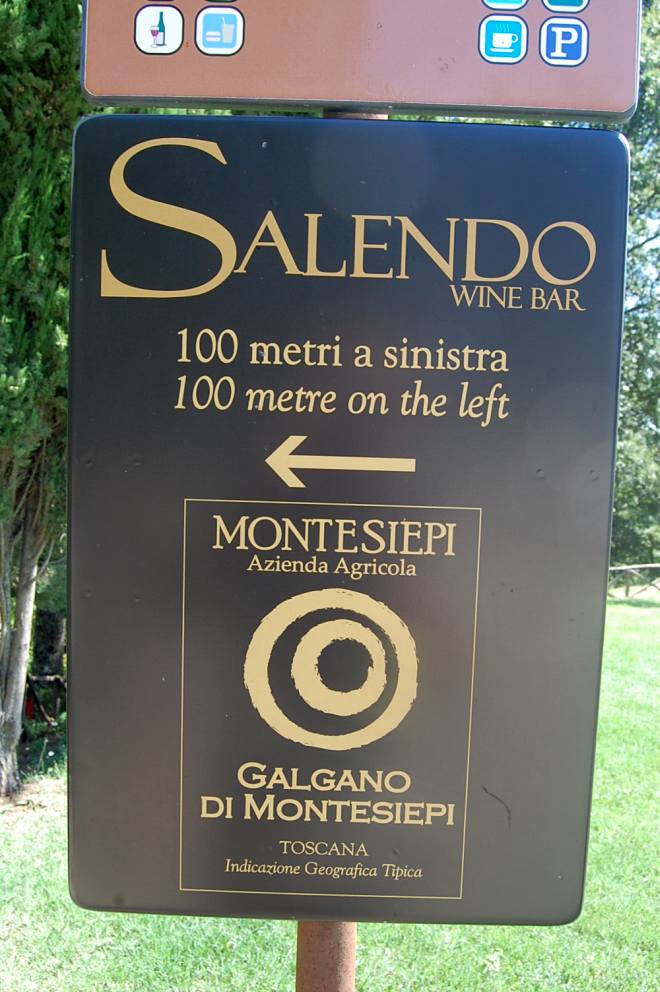 P
SALENDO
WINE BAR
100 metri a sinistra
100 metre on the left
MONTESIEPI
Azienda Agricola
GALGANO
DI MONTESIEPI
TOSCANA
Indicazione Geografica Tipica